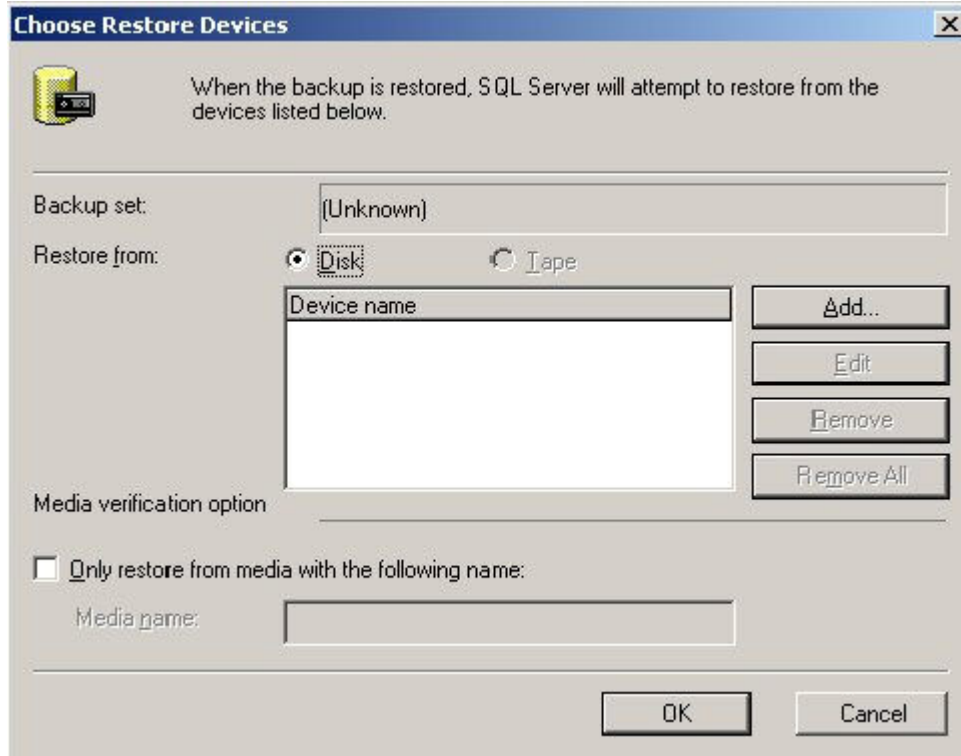 Choose Restore Devices
When the backup is restored, SQL Server will attempt to restore from the
devices listed below.
Backup set:
(Unknown)
Restore from:
Disk
Tape
Device name
Add...
Edit
Remove
Remove All
Media verification option
Only restore from media with the following name:
Media name:
OK
Cancel